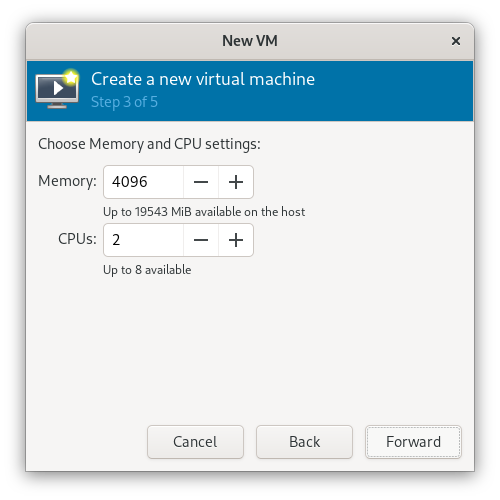 New VM
Create a new virtual machine
Step 3 of 5
Choose Memory and CPU settings:
Memory: 4096
Up to 19543 MiB available on the host
CPUs: 2
Up to 8 available
Cancel Back Forward